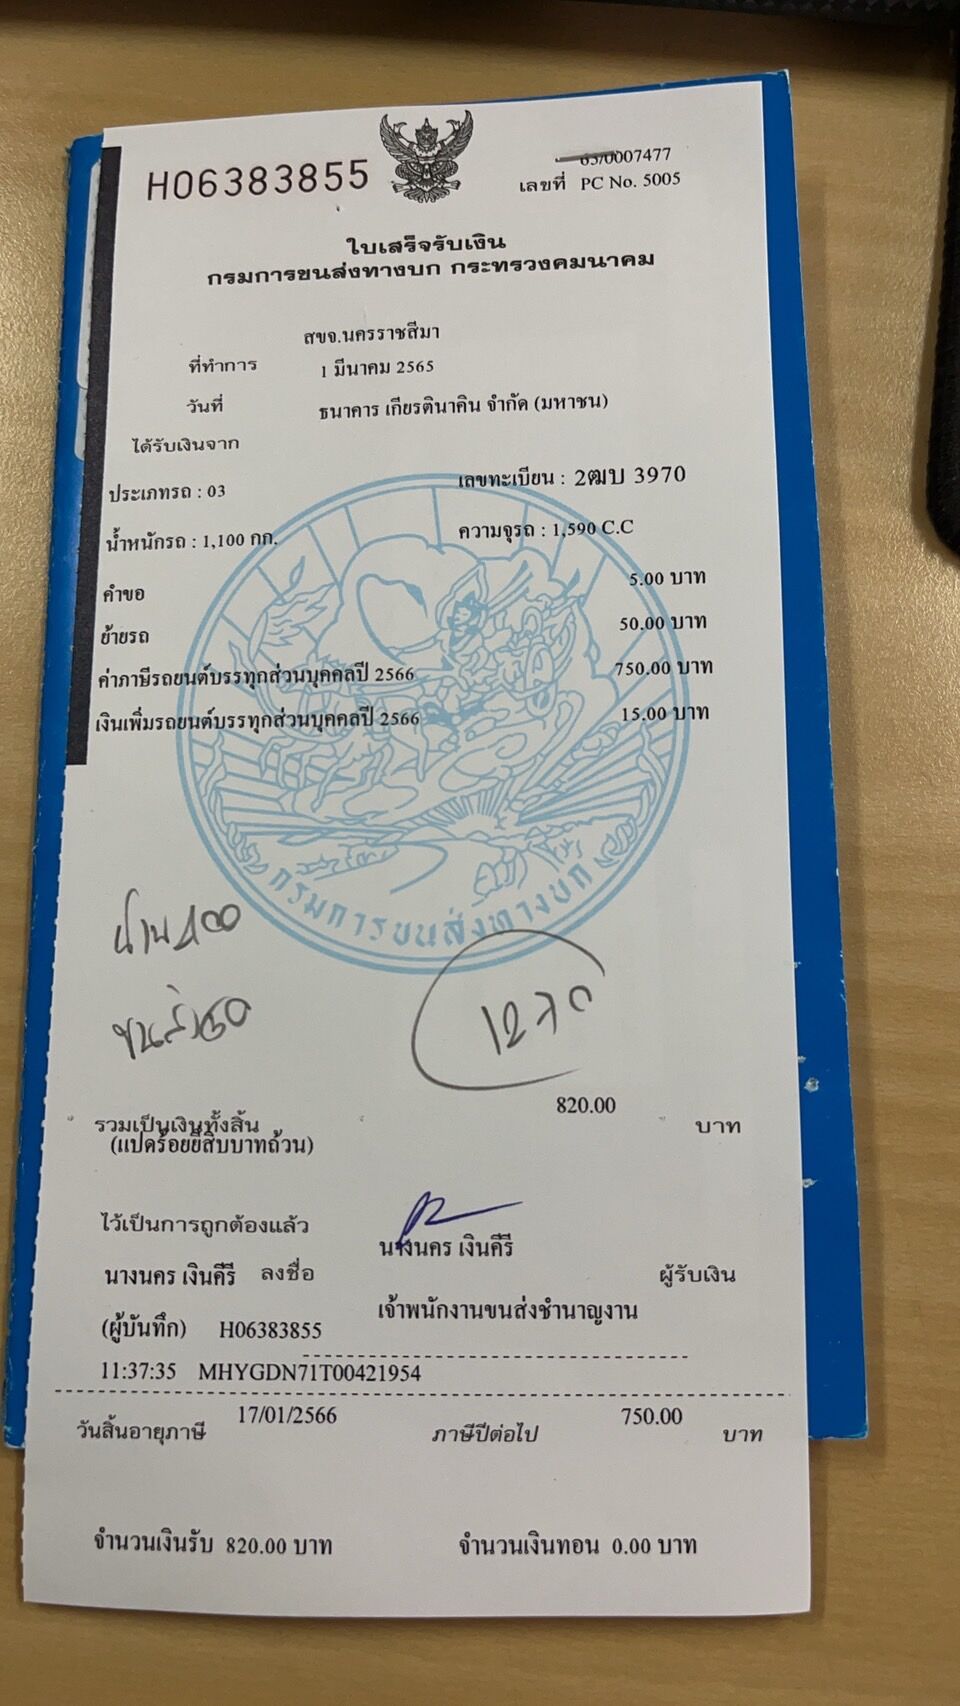 H06383855
63/0007477
เลขที่ PC No. 5005
ใบเสร็จรับเงิน
กรมการขนส่งทางบก กระทรวงคมนาคม
สขจ.นครราชสีมา
ที่ทำการ
1 มีนาคม 2565
วันที่
ธนาคาร เกียรตินาคิน จำกัด (มหาชน)
ได้รับเงินจาก
ประเภทรถ : 03 เลขทะเบียน : 2ฒบ 3970
น้ำหนักรถ : 1,100 กก. ความจุรถ : 1,590 C.C
คำขอ 5.00 บาท
ย้ายรถ 50.00 บาท
ค่าภาษีรถยนต์บรรทุกส่วนบุคคลปี 2566 750.00 บาท
เงินเพิ่มรถยนต์บรรทุกส่วนบุคคลปี 2566 15.00 บาท
กรมการขนส่งทางบก
1270
820.00
รวมเป็นเงินทั้งสิ้น บาท
(แปดร้อยยี่สิบบาทถ้วน)
ไว้เป็นการถูกต้องแล้ว
นางนคร เงินคีรี
นางนคร เงินคีรี ลงชื่อ ผู้รับเงิน
เจ้าพนักงานขนส่งชำนาญงาน
(ผู้บันทึก) H06383855
11:37:35 MHYGDN71T00421954
17/01/2566 750.00
วันสิ้นอายุภาษี ภาษีปีต่อไป บาท
จำนวนเงินรับ 820.00 บาท จำนวนเงินทอน 0.00 บาท